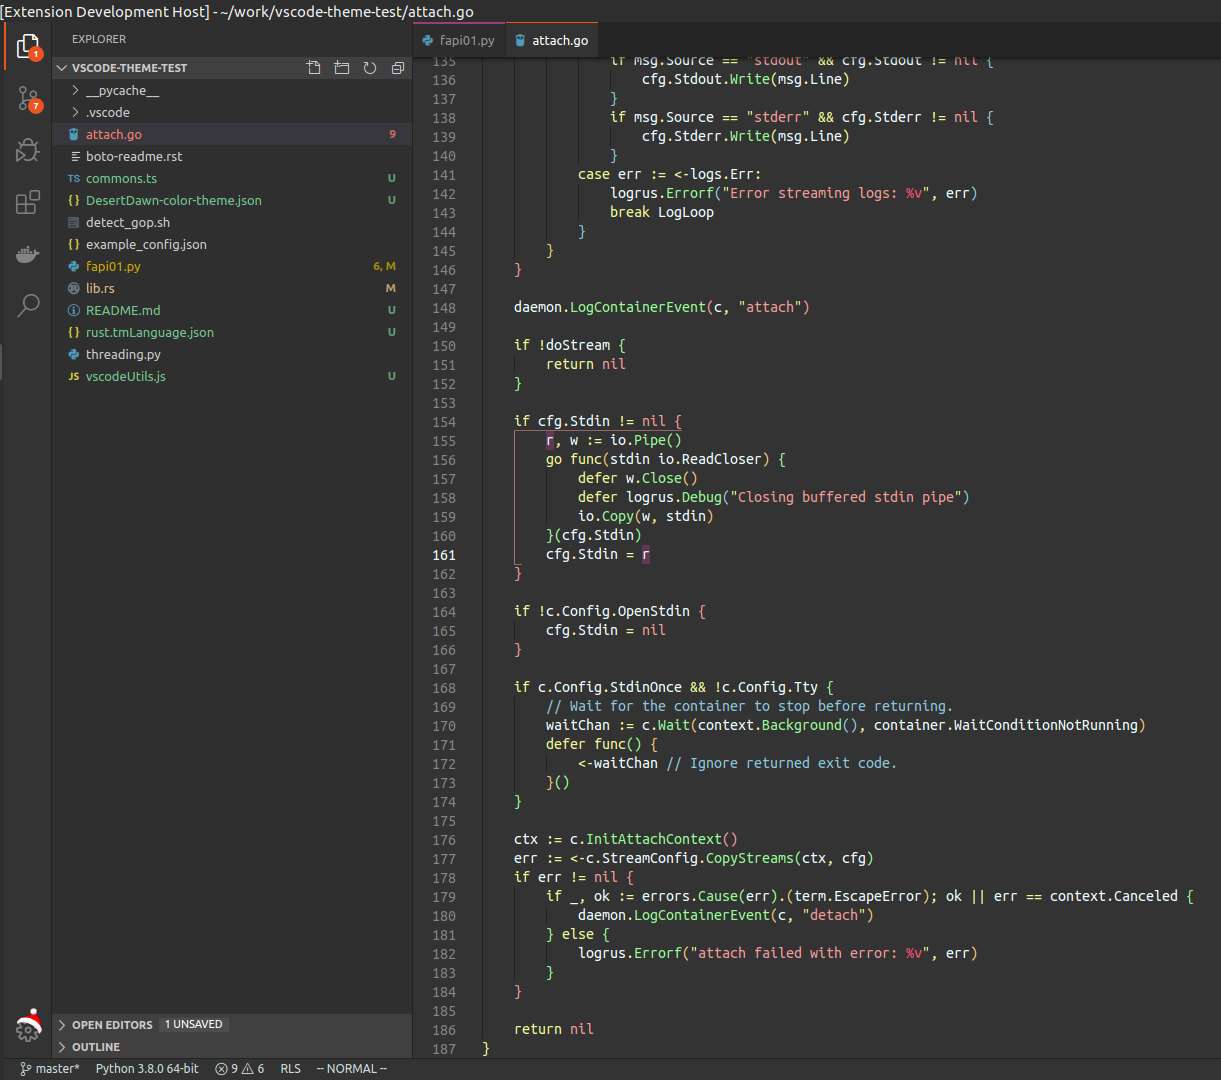 [Extension Development Host] - ~/work/vscode-theme-test/attach.go
EXPLORER
VSCODE-THEME-TEST
__pycache__
.vscode
attach.go 9
boto-readme.rst
TS commons.ts U
{} DesertDawn-color-theme.json U
detect_gop.sh
{} example_config.json
fapi01.py 6, M
lib.rs M
README.md U
{} rust.tmLanguage.json U
threading.py
JS vscodeUtils.js U
1
7
OPEN EDITORS 1 UNSAVED
OUTLINE
fapi01.py attach.go
135 if msg.Source == "stdout" && cfg.Stdout != nil {
136 cfg.Stdout.Write(msg.Line)
137 }
138 if msg.Source == "stderr" && cfg.Stderr != nil {
139 cfg.Stderr.Write(msg.Line)
140 }
141 case err := <-logs.Err:
142 logrus.Errorf("Error streaming logs: %v", err)
143 break LogLoop
144 }
145 }
146 }
147
148 daemon.LogContainerEvent(c, "attach")
149
150 if !doStream {
151 return nil
152 }
153
154 if cfg.Stdin != nil {
155 r, w := io.Pipe()
156 go func(stdin io.ReadCloser) {
157 defer w.Close()
158 defer logrus.Debug("Closing buffered stdin pipe")
159 io.Copy(w, stdin)
160 }(cfg.Stdin)
161 cfg.Stdin = r
162 }
163
164 if !c.Config.OpenStdin {
165 cfg.Stdin = nil
166 }
167
168 if c.Config.StdinOnce && !c.Config.Tty {
169 // Wait for the container to stop before returning.
170 waitChan := c.Wait(context.Background(), container.WaitConditionNotRunning)
171 defer func() {
172 <-waitChan // Ignore returned exit code.
173 }()
174 }
175
176 ctx := c.InitAttachContext()
177 err := <-c.StreamConfig.CopyStreams(ctx, cfg)
178 if err != nil {
179 if _, ok := errors.Cause(err).(term.EscapeError); ok || err == context.Canceled {
180 daemon.LogContainerEvent(c, "detach")
181 } else {
182 logrus.Errorf("attach failed with error: %v", err)
183 }
184 }
185
186 return nil
187 }
master* Python 3.8.0 64-bit 9 6 RLS -- NORMAL --